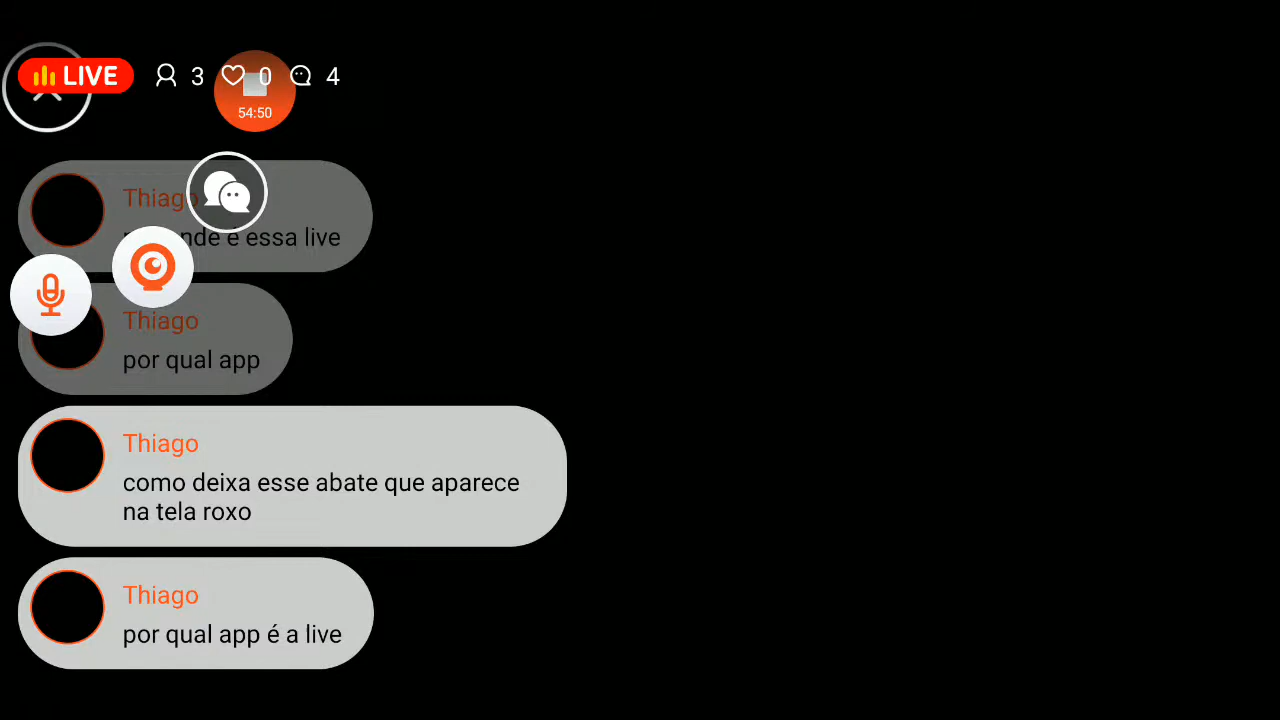 LIVE 3 0 4
54:50
Thiago
é essa live
Thiago
por qual app
Thiago
como deixa esse abate que aparece
na tela roxo
Thiago
por qual app é a live